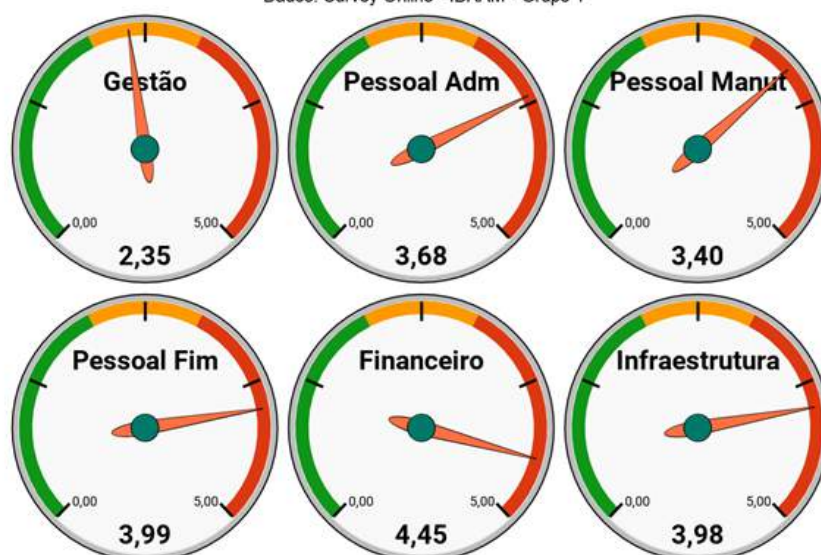 Gestão
0,00 5,00
2,35
Pessoal Adm
0,00 5,00
3,68
Pessoal Manut
0,00 5,00
3,40
Pessoal Fim
0,00 5,00
3,99
Financeiro
0,00 5,00
4,45
Infraestrutura
0,00 5,00
3,98